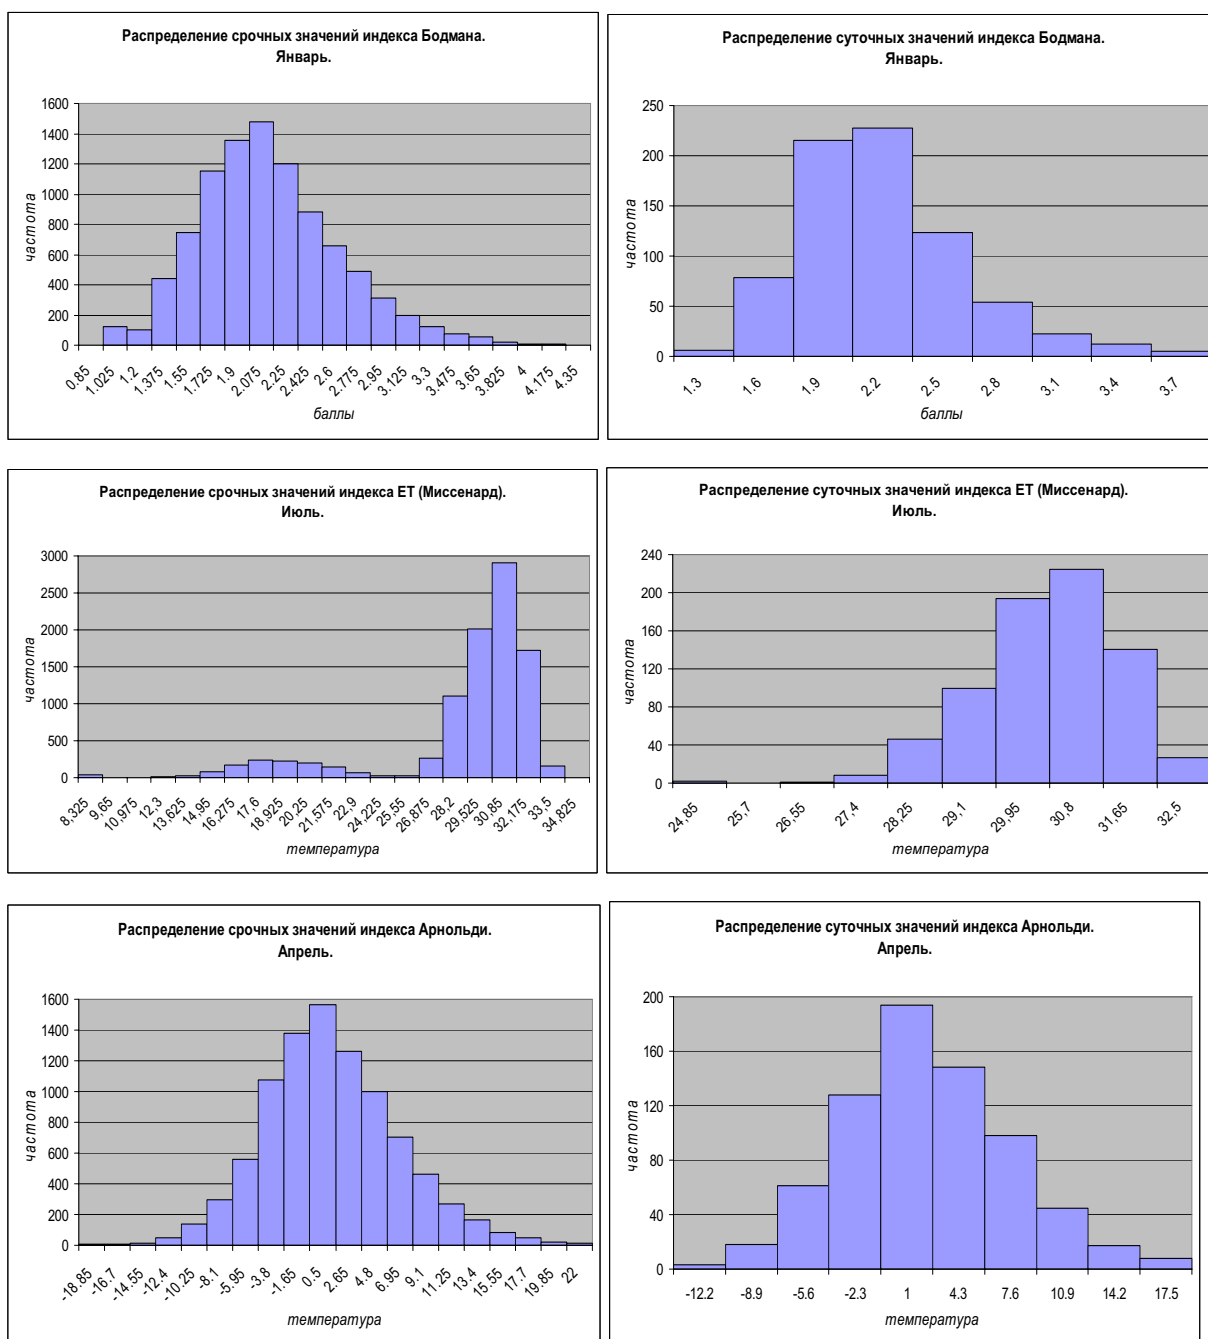 Распределение срочных значений индекса Бодмана.
Январь.
1600
1400
1200
1000
800
600
400
200
0
частота
0.85 1.025 1.2 1.375 1.55 1.725 1.9 2.075 2.25 2.425 2.6 2.775 2.95 3.125 3.3 3.475 3.65 3.825 4 4.175 4.35
баллы
Распределение суточных значений индекса Бодмана.
Январь.
250
200
150
100
50
0
частота
1.3 1.6 1.9 2.2 2.5 2.8 3.1 3.4 3.7
баллы
Распределение срочных значений индекса ET (Миссенард).
Июль.
3000
2500
2000
1500
1000
500
0
частота
8,325 9,65 10,975 12,3 13,625 14,95 16,275 17,6 18,925 20,25 21,575 22,9 24,225 25,55 26,875 28,2 29,525 30,85 32,175 33,5 34,825
температура
Распределение суточных значений индекса ET (Миссенард).
Июль.
240
200
160
120
80
40
0
частота
24,85 25,7 26,55 27,4 28,25 29,1 29,95 30,8 31,65 32,5
температура
Распределение срочных значений индекса Арнольди.
Апрель.
1600
1400
1200
1000
800
600
400
200
0
частота
-18.85 -16.7 -14.55 -12.4 -10.25 -8.1 -5.95 -3.8 -1.65 0.5 2.65 4.8 6.95 9.1 11.25 13.4 15.55 17.7 19.85 22
температура
Распределение суточных значений индекса Арнольди.
Апрель.
200
160
120
80
40
0
частота
-12.2 -8.9 -5.6 -2.3 1 4.3 7.6 10.9 14.2 17.5
температура